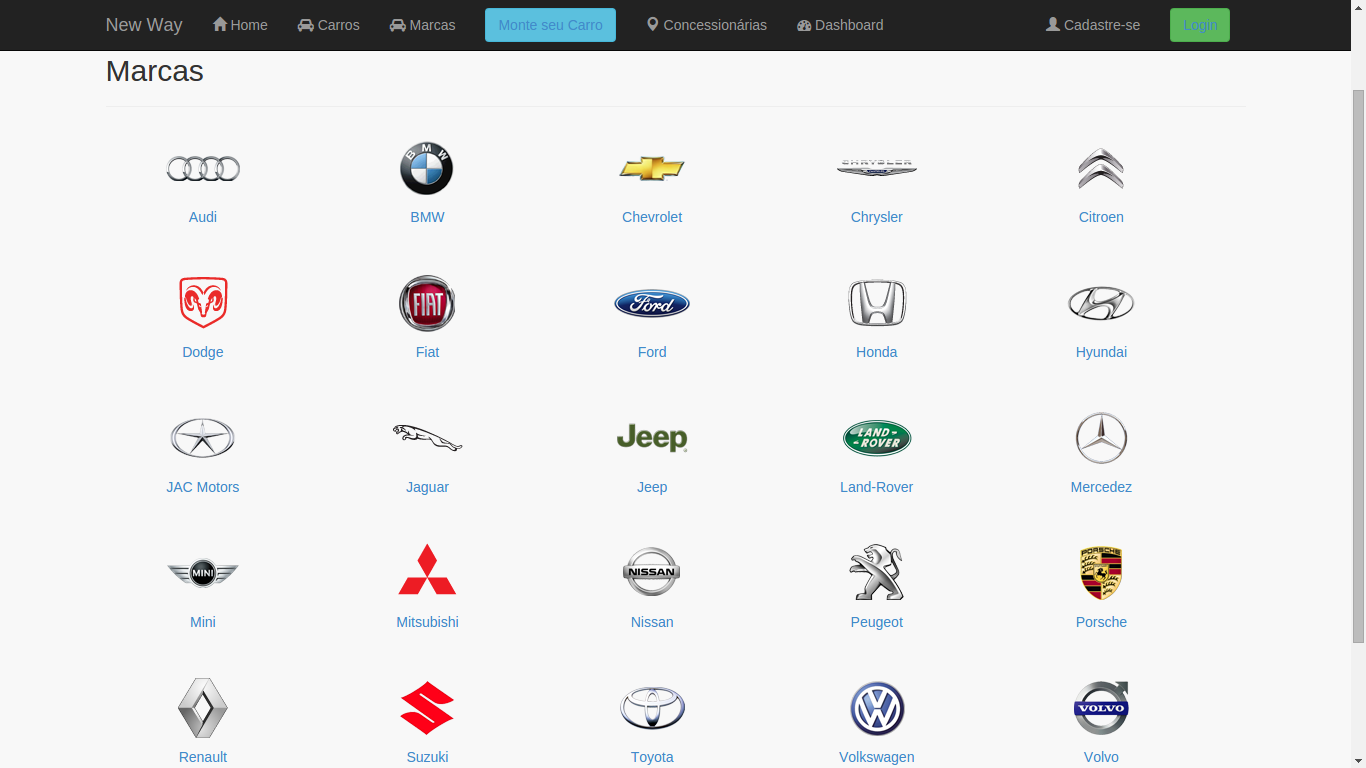 New Way Home Carros Marcas Monte seu Carro Concessionárias Dashboard Cadastre-se Login
Marcas
BMW CHRYSLER
Audi BMW Chevrolet Chrysler Citroen
FIAT Ford
Dodge Fiat Ford Honda Hyundai
Jeep LAND-
-ROVER
JAC Motors Jaguar Jeep Land-Rover Mercedez
MINI NISSAN PORSCHE
Mini Mitsubishi Nissan Peugeot Porsche
VOLVO
Renault Suzuki Toyota Volkswagen Volvo